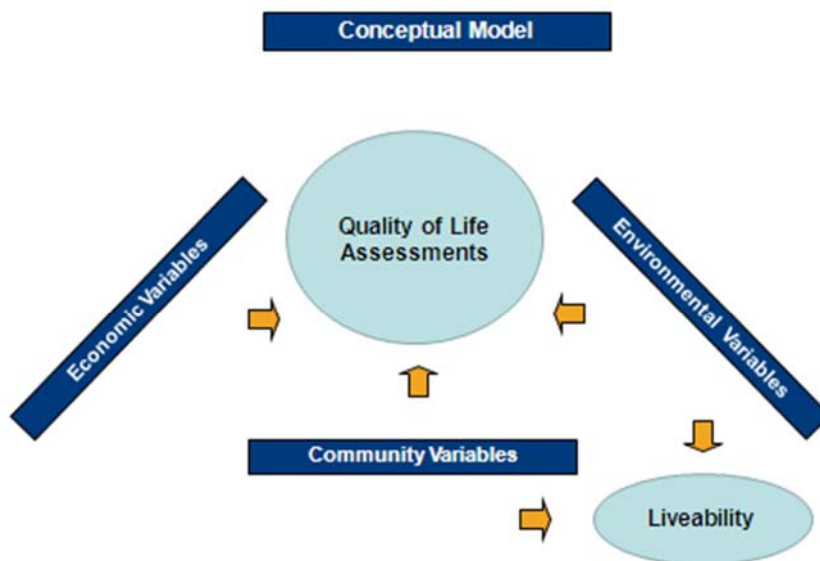 Conceptual Model
Quality of Life
Assessments
Economic Variables
Environmental Variables
Community Variables
Liveability